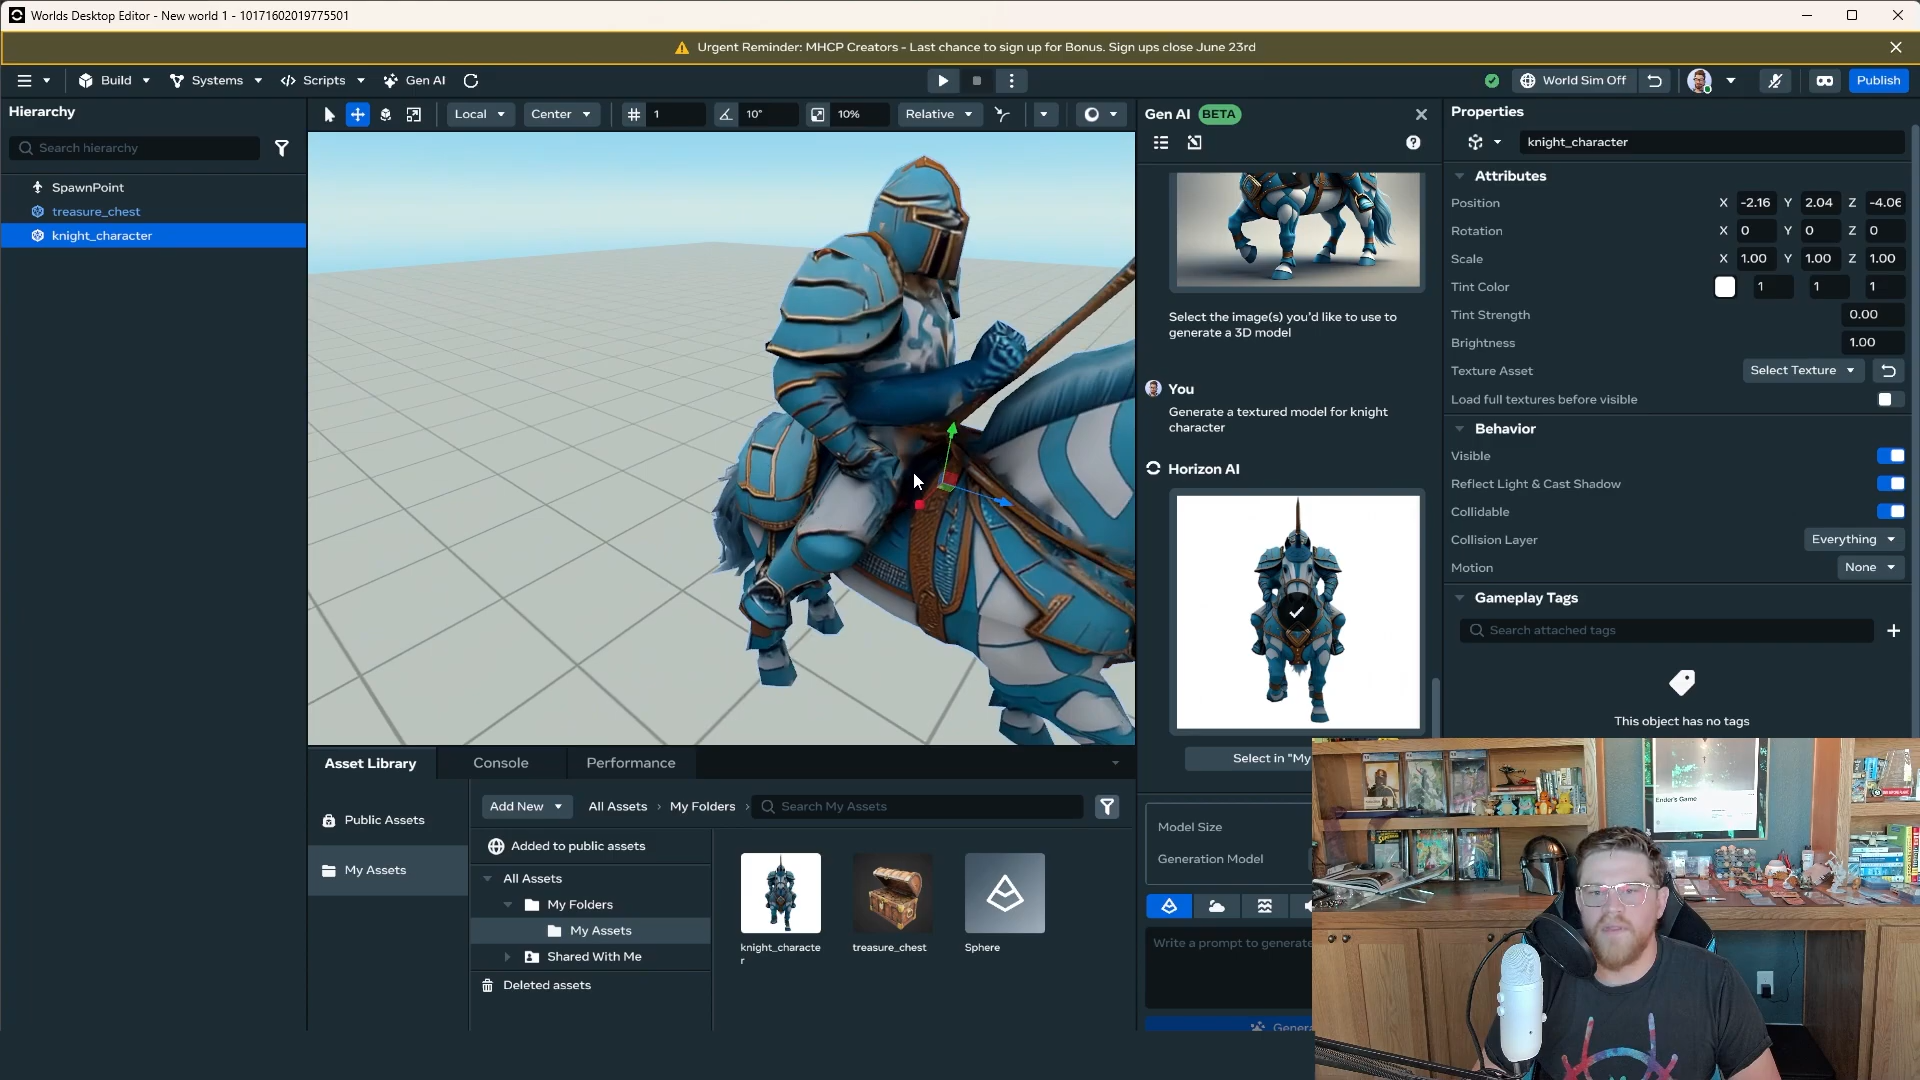 Worlds Desktop Editor - New world 1 - 10171602019775501
Urgent Reminder: MHCP Creators - Last chance to sign up for Bonus. Sign ups close June 23rd
Build
Systems
Scripts
Gen AI
World Sim Off
Publish
Hierarchy
Search hierarchy
SpawnPoint
treasure_chest
knight_character
Local
Center
1
10°
10%
Relative
Gen AI BETA
Select the image(s) you'd like to use to
generate a 3D model
You
Generate a textured model for knight
character
Horizon AI
Select in "My
Model Size
Generation Model
Write a prompt to generate
Genera
Properties
knight_character
Attributes
Position X -2.16 Y 2.04 Z -4.06
Rotation X 0 Y 0 Z 0
Scale X 1.00 Y 1.00 Z 1.00
Tint Color 1 1 1
Tint Strength 0.00
Brightness 1.00
Texture Asset Select Texture
Load full textures before visible
Behavior
Visible
Reflect Light & Cast Shadow
Collidable
Collision Layer Everything
Motion None
Gameplay Tags
Search attached tags
This object has no tags
Asset Library
Console
Performance
Public Assets
My Assets
Add New
All Assets › My Folders ›
Search My Assets
Added to public assets
All Assets
My Folders
My Assets
Shared With Me
Deleted assets
knight_characte
r
treasure_chest
Sphere
Ender's Game